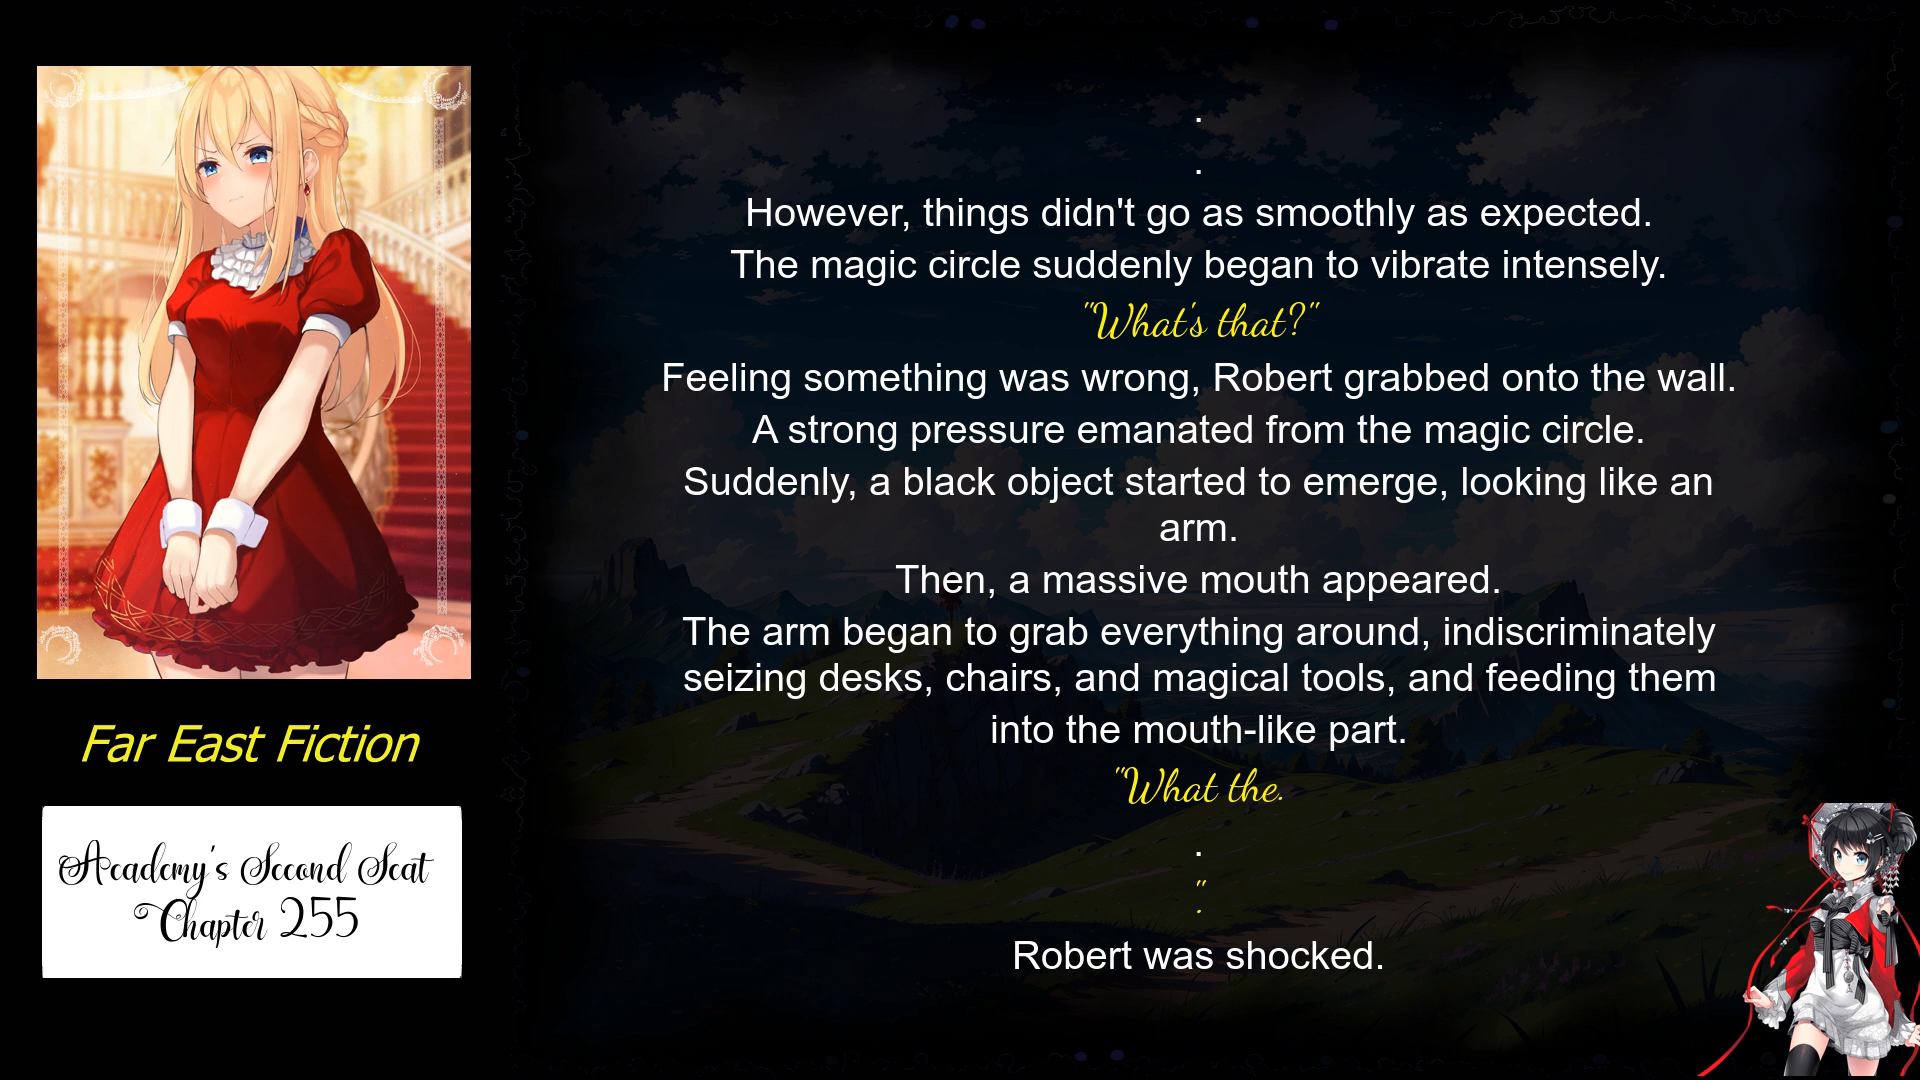 .
.
However, things didn't go as smoothly as expected.
The magic circle suddenly began to vibrate intensely.
"What's that?"
Feeling something was wrong, Robert grabbed onto the wall.
A strong pressure emanated from the magic circle.
Suddenly, a black object started to emerge, looking like an
arm.
Then, a massive mouth appeared.
The arm began to grab everything around, indiscriminately
seizing desks, chairs, and magical tools, and feeding them
into the mouth-like part.
"What the.
.
."
Robert was shocked.
Far East Fiction
Academy's Second Seat
Chapter 255